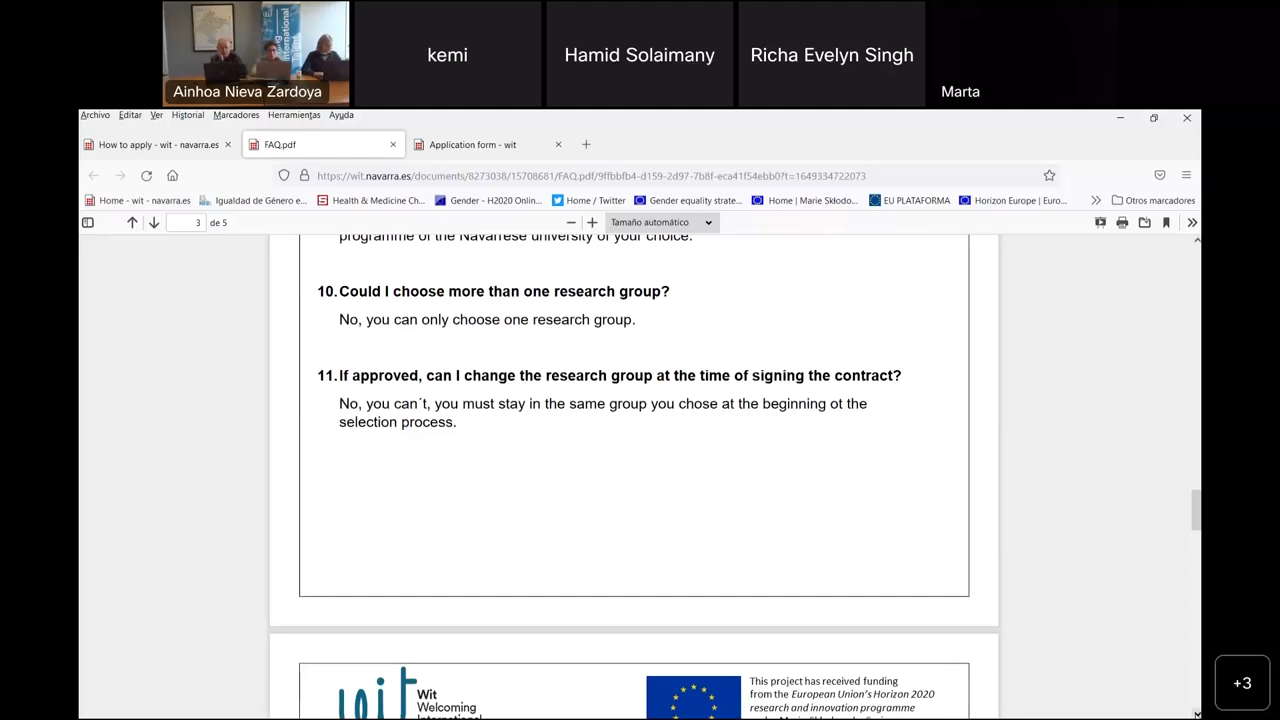 International
kemi
Hamid Solaimany
Richa Evelyn Singh
Ainhoa Nieva Zardoya
Marta
Archivo Editar Ver Historial Marcadores Herramientas Ayuda
How to apply - wit - navarra.es
FAQ.pdf
Application form - wit
https://wit.navarra.es/documents/8273038/15708681/FAQ.pdf/9ffbbfb4-d159-2d97-7b8f-eca41f54ebb0?t=1649334722073
Home - wit - navarra.es Igualdad de Género e... Health & Medicine Ch... Gender - H2020 Onlin... Home / Twitter Gender equality strate... Home | Marie Skłodo... EU PLATAFORMA Horizon Europe | Euro... Otros marcadores
3 de 5 Tamaño automático
programme of the Navarrese university of your choice.
10. Could I choose more than one research group?
No, you can only choose one research group.
11. If approved, can I change the research group at the time of signing the contract?
No, you can´t, you must stay in the same group you chose at the beginning ot the
selection process.
wit
Wit
Welcoming
International
This project has received funding
from the European Union's Horizon 2020
research and innovation programme
+3